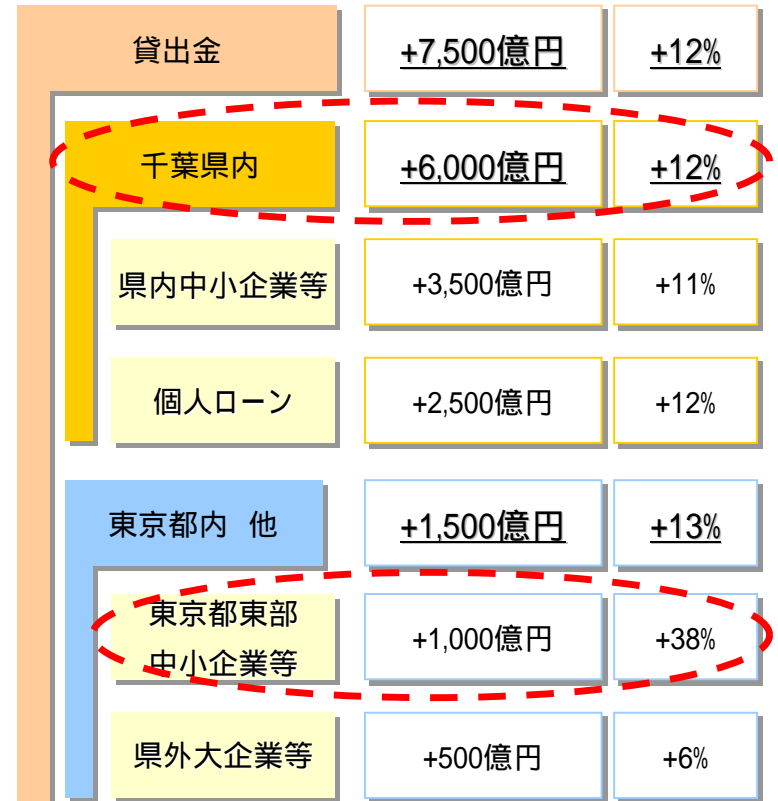 貸出金 +7,500億円 +12%
千葉県内 +6,000億円 +12%
県内中小企業等 +3,500億円 +11%
個人ローン +2,500億円 +12%
東京都内 他 +1,500億円 +13%
東京都東部
中小企業等 +1,000億円 +38%
県外大企業等 +500億円 +6%